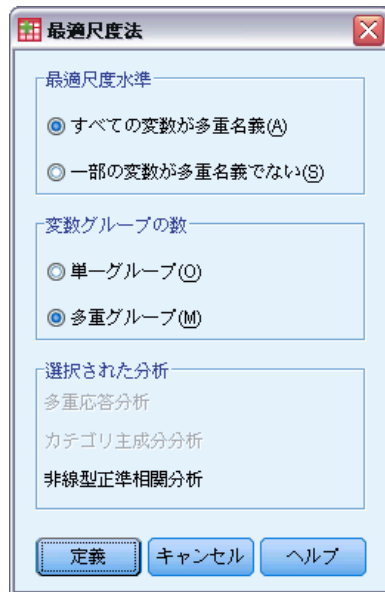 最適尺度法
最適尺度水準
すべての変数が多重名義(A)
一部の変数が多重名義でない(S)
変数グループの数
単一グループ(O)
多重グループ(M)
選択された分析
多重応答分析
カテゴリ主成分分析
非線型正準相関分析
定義 キャンセル ヘルプ